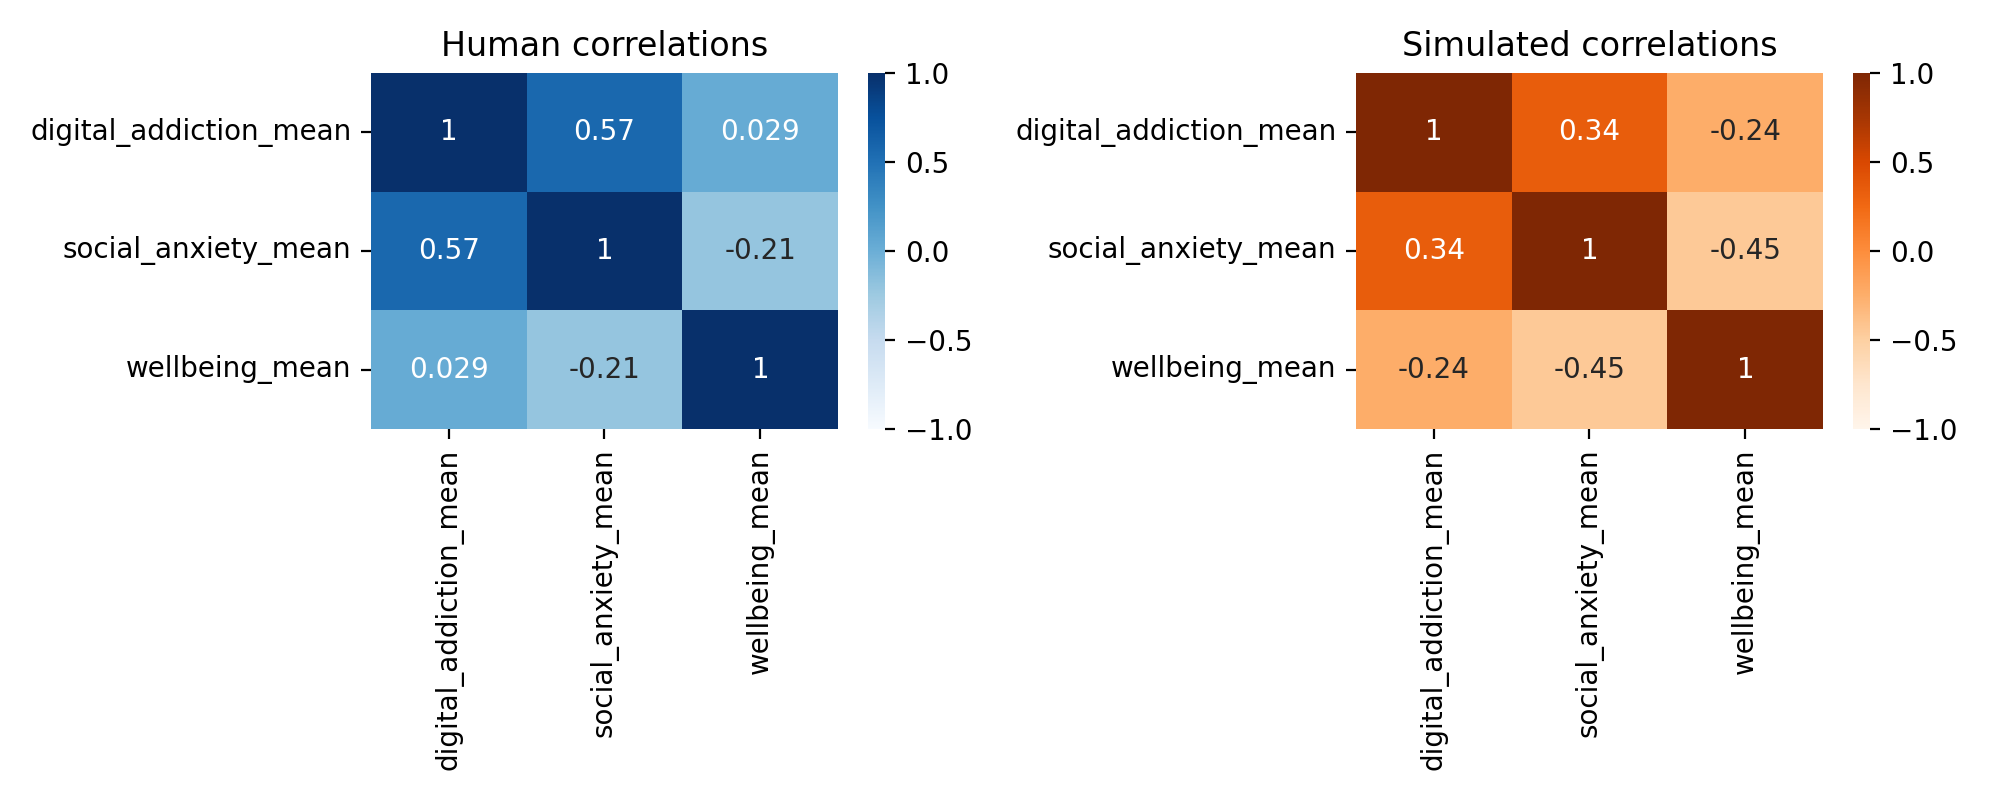 Human correlations
digital_addiction_mean
social_anxiety_mean
wellbeing_mean
1 0.57 0.029
0.57 1 -0.21
0.029 -0.21 1
1.0
0.5
0.0
−0.5
−1.0
digital_addiction_mean
social_anxiety_mean
wellbeing_mean
Simulated correlations
digital_addiction_mean
social_anxiety_mean
wellbeing_mean
1 0.34 -0.24
0.34 1 -0.45
-0.24 -0.45 1
1.0
0.5
0.0
−0.5
−1.0
digital_addiction_mean
social_anxiety_mean
wellbeing_mean